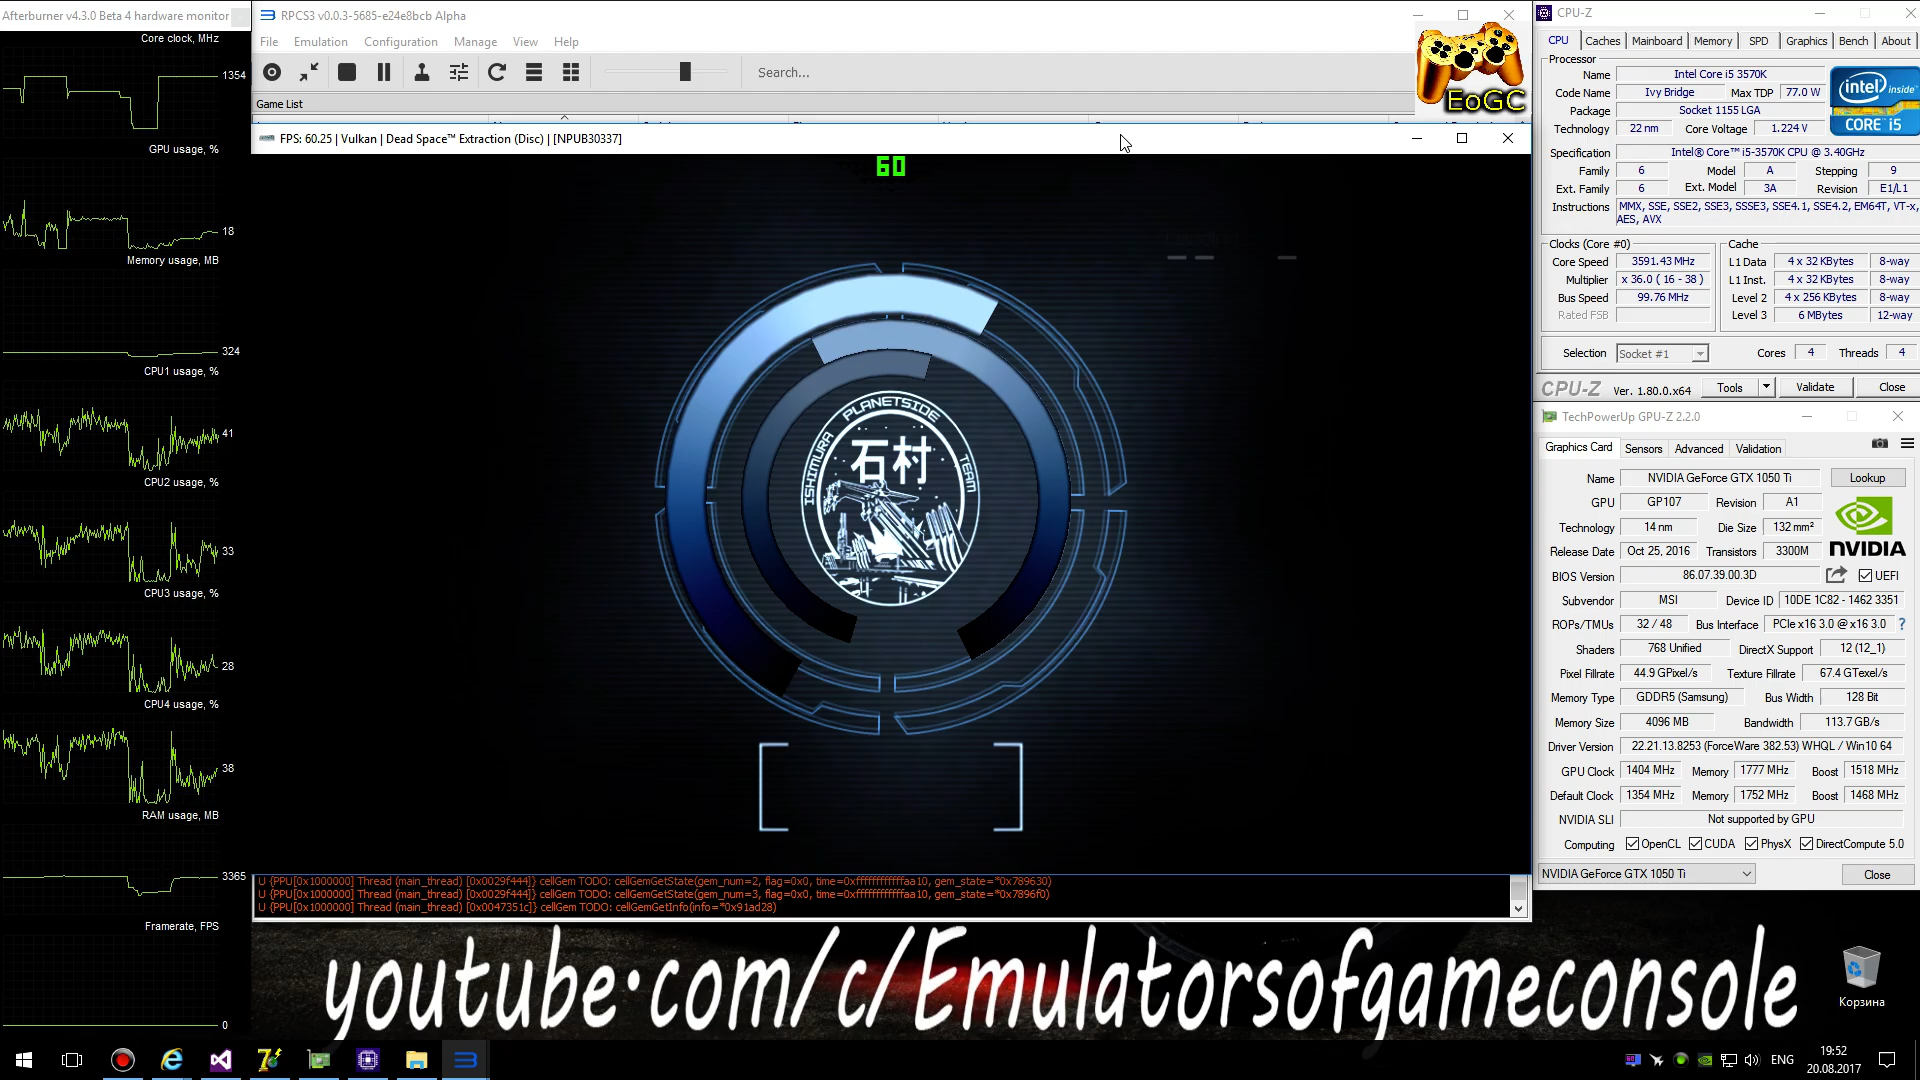 Afterburner v4.3.0 Beta 4 hardware monitor
Core clock, MHz
1354
GPU usage, %
18
Memory usage, MB
324
CPU1 usage, %
41
CPU2 usage, %
33
CPU3 usage, %
28
CPU4 usage, %
38
RAM usage, MB
3365
Framerate, FPS
0
RPCS3 v0.0.3-5685-e24e8bcb Alpha
File Emulation Configuration Manage View Help
Search...
Game List
EoGC
FPS: 60.25 | Vulkan | Dead Space™ Extraction (Disc) | [NPUB30337]
60
ISHIMURA PLANETSIDE TEAM
石村
U {PPU[0x1000000] Thread (main_thread) [0x0029f444]} cellGem TODO: cellGemGetState(gem_num=2, flag=0x0, time=0xffffffffffffaa10, gem_state=*0x789630)
U {PPU[0x1000000] Thread (main_thread) [0x0029f444]} cellGem TODO: cellGemGetState(gem_num=3, flag=0x0, time=0xffffffffffffaa10, gem_state=*0x7896f0)
U {PPU[0x1000000] Thread (main_thread) [0x0047351c]} cellGem TODO: cellGemGetInfo(info=*0x91ad28)
CPU-Z
CPU Caches Mainboard Memory SPD Graphics Bench About
Processor
Name Intel Core i5 3570K
Code Name Ivy Bridge Max TDP 77.0 W
Package Socket 1155 LGA
Technology 22 nm Core Voltage 1.224 V
intel inside™
CORE i5
Specification Intel® Core™ i5-3570K CPU @ 3.40GHz
Family 6 Model A Stepping 9
Ext. Family 6 Ext. Model 3A Revision E1/L1
Instructions MMX, SSE, SSE2, SSE3, SSSE3, SSE4.1, SSE4.2, EM64T, VT-x,
AES, AVX
Clocks (Core #0) Cache
Core Speed 3591.43 MHz L1 Data 4 x 32 KBytes 8-way
Multiplier x 36.0 ( 16 - 38 ) L1 Inst. 4 x 32 KBytes 8-way
Bus Speed 99.76 MHz Level 2 4 x 256 KBytes 8-way
Rated FSB Level 3 6 MBytes 12-way
Selection Socket #1 Cores 4 Threads 4
CPU-Z Ver. 1.80.0.x64 Tools Validate Close
TechPowerUp GPU-Z 2.2.0
Graphics Card Sensors Advanced Validation
Name NVIDIA GeForce GTX 1050 Ti Lookup
GPU GP107 Revision A1
Technology 14 nm Die Size 132 mm²
Release Date Oct 25, 2016 Transistors 3300M
NVIDIA
BIOS Version 86.07.39.00.3D UEFI
Subvendor MSI Device ID 10DE 1C82 - 1462 3351
ROPs/TMUs 32 / 48 Bus Interface PCIe x16 3.0 @ x16 3.0 ?
Shaders 768 Unified DirectX Support 12 (12_1)
Pixel Fillrate 44.9 GPixel/s Texture Fillrate 67.4 GTexel/s
Memory Type GDDR5 (Samsung) Bus Width 128 Bit
Memory Size 4096 MB Bandwidth 113.7 GB/s
Driver Version 22.21.13.8253 (ForceWare 382.53) WHQL / Win10 64
GPU Clock 1404 MHz Memory 1777 MHz Boost 1518 MHz
Default Clock 1354 MHz Memory 1752 MHz Boost 1468 MHz
NVIDIA SLI Not supported by GPU
Computing OpenCL CUDA PhysX DirectCompute 5.0
NVIDIA GeForce GTX 1050 Ti Close
youtube.com/c/Emulatorsofgameconsole
Корзина
ENG
19:52
20.08.2017